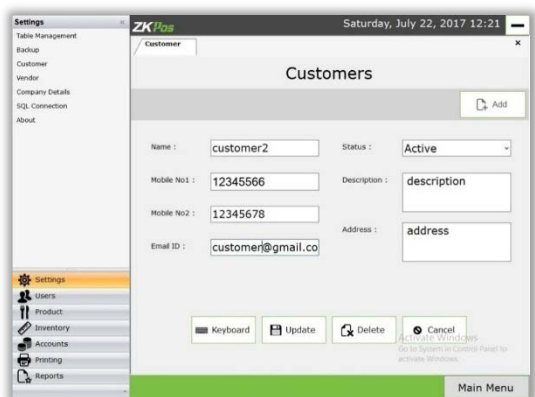 Settings
Table Management
Backup
Customer
Vendor
Company Details
SQL Connection
About
Settings
Users
Product
Inventory
Accounts
Printing
Reports
ZKPos
Saturday, July 22, 2017 12:21
Customer
x
Customers
Add
Name : customer2
Status : Active
Mobile No1 : 12345566
Description : description
Mobile No2 : 12345678
Address : address
Email ID : customer@gmail.co
Keyboard Update Delete Cancel
Activate Windows
Go to System in Control Panel to
activate Windows.
Main Menu